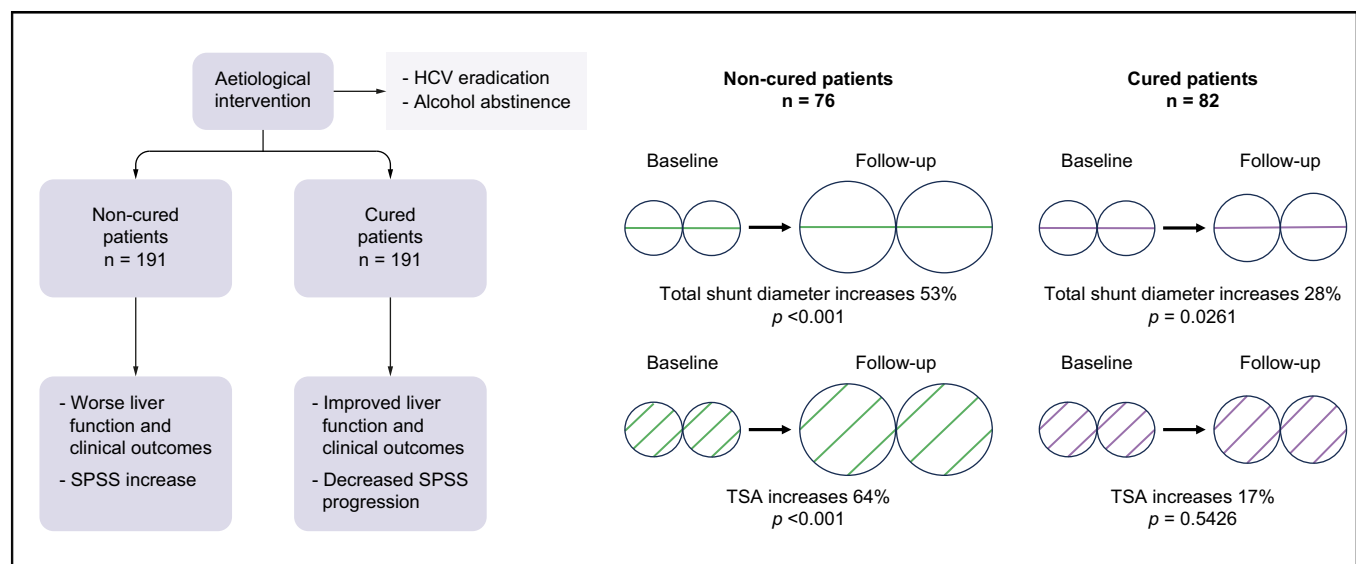 Aetiological
intervention
- HCV eradication
- Alcohol abstinence
Non-cured
patients
n = 191
Cured
patients
n = 191
- Worse liver
function and
clinical outcomes
- SPSS increase
- Improved liver
function and
clinical outcomes
- Decreased SPSS
progression
Non-cured patients
n = 76
Baseline
Follow-up
Total shunt diameter increases 53%
p <0.001
Baseline
Follow-up
TSA increases 64%
p <0.001
Cured patients
n = 82
Baseline
Follow-up
Total shunt diameter increases 28%
p = 0.0261
Baseline
Follow-up
TSA increases 17%
p = 0.5426